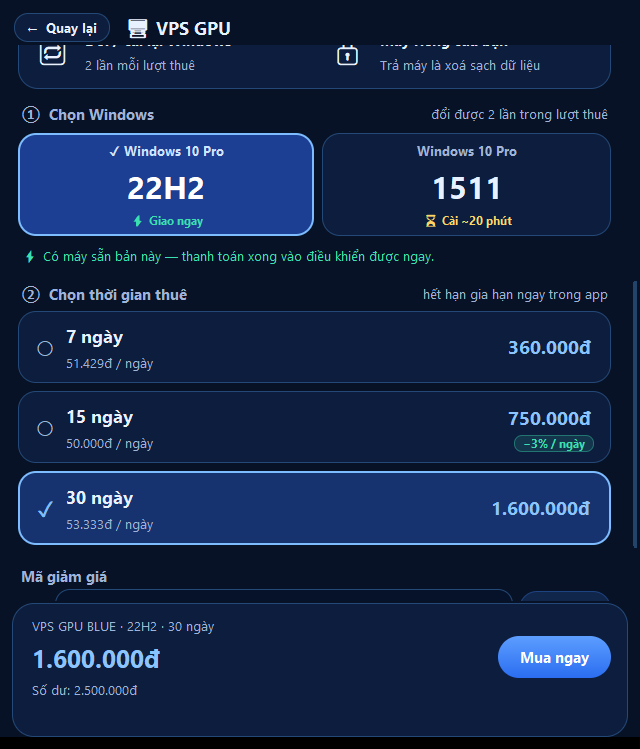 ← Quay lại
VPS GPU
2 lần mỗi lượt thuê
Trả máy là xoá sạch dữ liệu
① Chọn Windows
đổi được 2 lần trong lượt thuê
✓ Windows 10 Pro
22H2
Giao ngay
Windows 10 Pro
1511
Cài ~20 phút
Có máy sẵn bản này — thanh toán xong vào điều khiển được ngay.
② Chọn thời gian thuê
hết hạn gia hạn ngay trong app
7 ngày
51.429đ / ngày
360.000đ
15 ngày
50.000đ / ngày
750.000đ
−3% / ngày
30 ngày
53.333đ / ngày
1.600.000đ
Mã giảm giá
VPS GPU BLUE · 22H2 · 30 ngày
1.600.000đ
Số dư: 2.500.000đ
Mua ngay